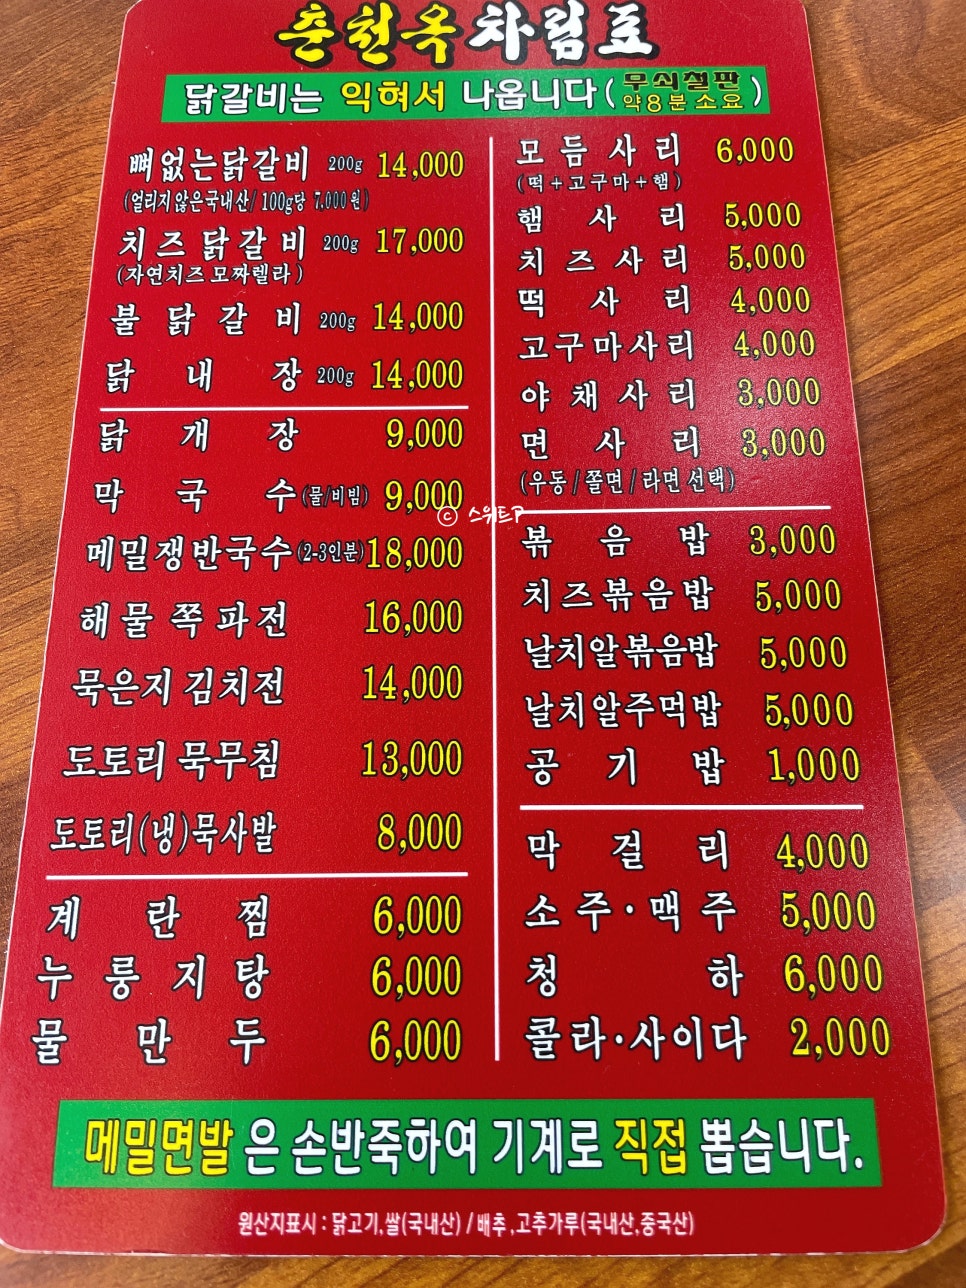 춘천옥차림표
닭갈비는 익혀서 나옵니다 (무쇠철판 약8분 소요)
뼈없는닭갈비 200g 14,000
(얼리지않은국내산/ 100g당 7,000원)
치즈닭갈비 200g 17,000
(자연치즈 모짜렐라)
불닭갈비 200g 14,000
닭내장 200g 14,000
닭개장 9,000
막국수(물/비빔) 9,000
메밀쟁반국수(2-3인분) 18,000
해물쪽파전 16,000
묵은지김치전 14,000
도토리묵무침 13,000
도토리(냉)묵사발 8,000
계란찜 6,000
누룽지탕 6,000
물만두 6,000
모듬사리 6,000
(떡+고구마+햄)
햄사리 5,000
치즈사리 5,000
떡사리 4,000
고구마사리 4,000
야채사리 3,000
면사리 3,000
(우동/쫄면/라면 선택)
© 스위트P
볶음밥 3,000
치즈볶음밥 5,000
날치알볶음밥 5,000
날치알주먹밥 5,000
공기밥 1,000
막걸리 4,000
소주·맥주 5,000
청하 6,000
콜라·사이다 2,000
메밀면발은 손반죽하여 기계로 직접 뽑습니다.
원산지표시 : 닭고기,쌀(국내산) / 배추,고추가루(국내산,중국산)